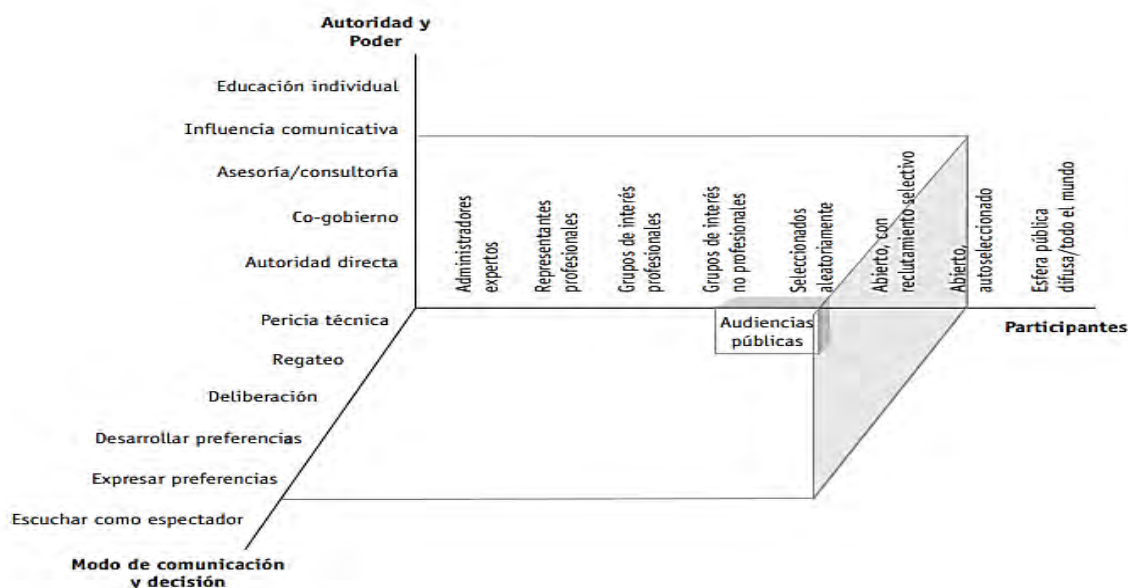 Autoridad y
Poder
Educación individual
Influencia comunicativa
Asesoría/consultoría
Co-gobierno
Autoridad directa
Administradores
expertos
Representantes
profesionales
Grupos de interés
profesionales
Grupos de interés
no profesionales
Seleccionados
aleatoriamente
Abierto, con
reclutamiento selectivo
Abierto,
autoseleccionado
Esfera pública
difusa/todo el mundo
Participantes
Audiencias
públicas
Pericia técnica
Regateo
Deliberación
Desarrollar preferencias
Expresar preferencias
Escuchar como espectador
Modo de comunicación
y decisión